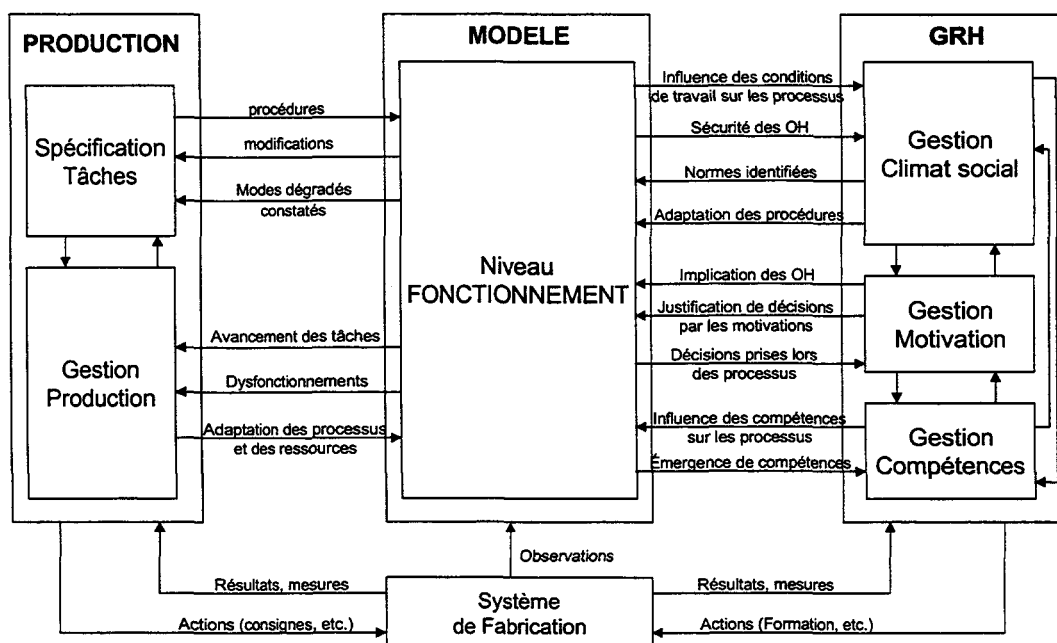 PRODUCTION
Spécification
Tâches
Gestion
Production
procédures
modifications
Modes dégradés
constatés
Avancement des tâches
Dysfonctionnements
Adaptation des processus
et des ressources
MODELE
Niveau
FONCTIONNEMENT
Influence des conditions
de travail sur les processus
Sécurité des OH
Normes identifiées
Adaptation des procédures
Implication des OH
Justification de décisions
par les motivations
Décisions prises lors
des processus
Influence des compétences
sur les processus
Émergence de compétences
GRH
Gestion
Climat social
Gestion
Motivation
Gestion
Compétences
Observations
Résultats, mesures
Actions (consignes, etc.)
Système
de Fabrication
Résultats, mesures
Actions (Formation, etc.)